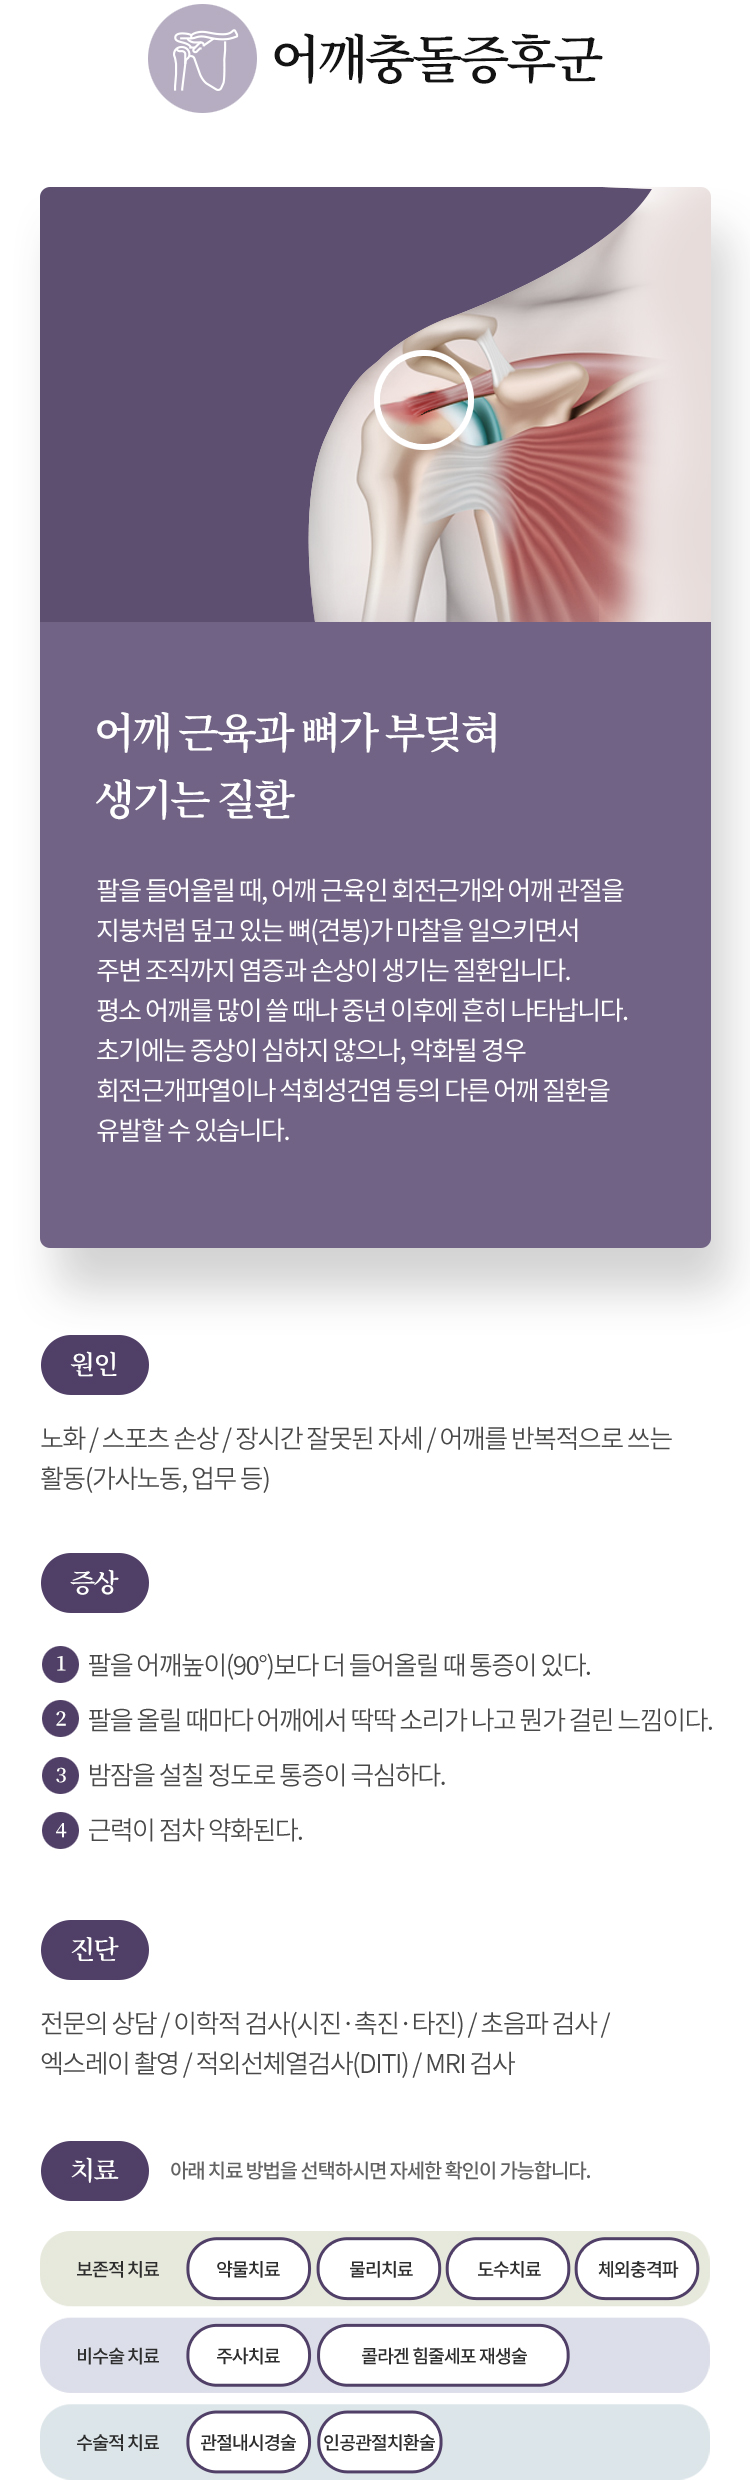 어깨충돌증후군
어깨 근육과 뼈가 부딪혀
생기는 질환
팔을 들어올릴 때, 어깨 근육인 회전근개와 어깨 관절을
지붕처럼 덮고 있는 뼈(견봉)가 마찰을 일으키면서
주변 조직까지 염증과 손상이 생기는 질환입니다.
평소 어깨를 많이 쓸 때나 중년 이후에 흔히 나타납니다.
초기에는 증상이 심하지 않으나, 악화될 경우
회전근개파열이나 석회성건염 등의 다른 어깨 질환을
유발할 수 있습니다.
원인
노화 / 스포츠 손상 / 장시간 잘못된 자세 / 어깨를 반복적으로 쓰는
활동(가사노동, 업무 등)
증상
1 팔을 어깨높이(90°)보다 더 들어올릴 때 통증이 있다.
2 팔을 올릴 때마다 어깨에서 딱딱 소리가 나고 뭔가 걸린 느낌이다.
3 밤잠을 설칠 정도로 통증이 극심하다.
4 근력이 점차 약화된다.
진단
전문의 상담 / 이학적 검사(시진·촉진·타진) / 초음파 검사 /
엑스레이 촬영 / 적외선체열검사(DITI) / MRI 검사
치료 아래 치료 방법을 선택하시면 자세한 확인이 가능합니다.
보존적 치료 약물치료 물리치료 도수치료 체외충격파
비수술 치료 주사치료 콜라겐 힘줄세포 재생술
수술적 치료 관절내시경술 인공관절치환술